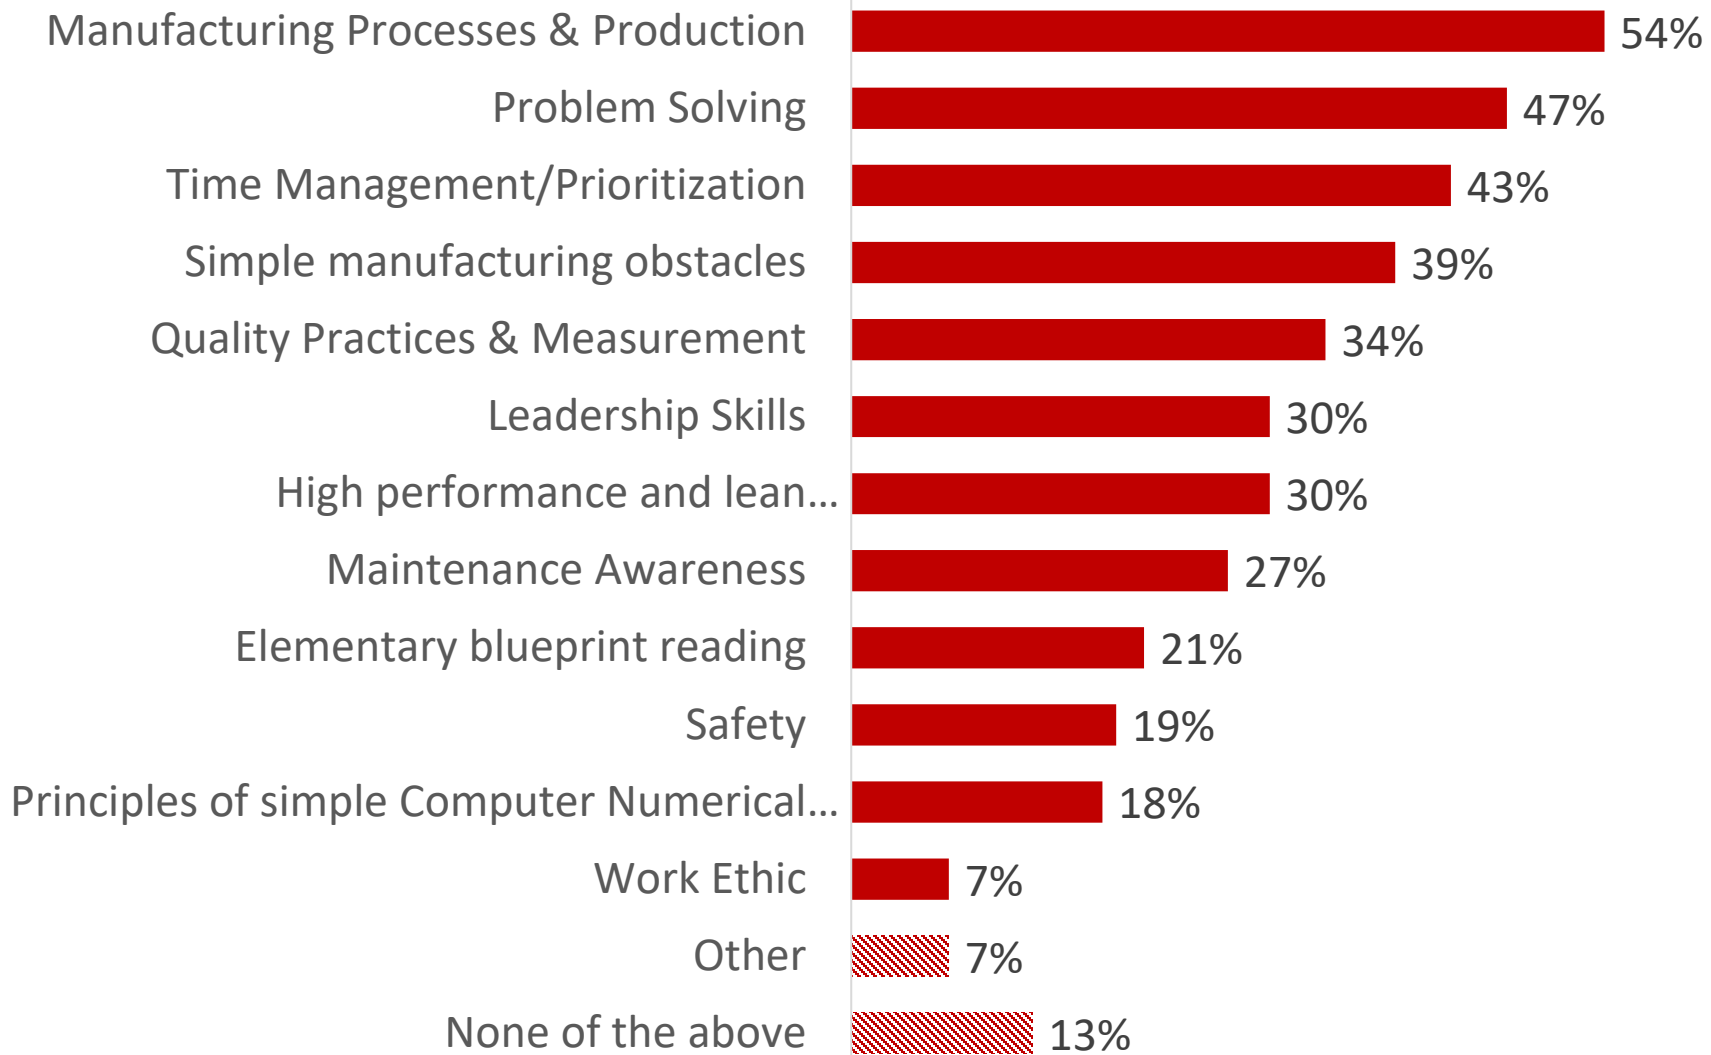 Manufacturing Processes & Production 54%
Problem Solving 47%
Time Management/Prioritization 43%
Simple manufacturing obstacles 39%
Quality Practices & Measurement 34%
Leadership Skills 30%
High performance and lean... 30%
Maintenance Awareness 27%
Elementary blueprint reading 21%
Safety 19%
Principles of simple Computer Numerical... 18%
Work Ethic 7%
Other 7%
None of the above 13%